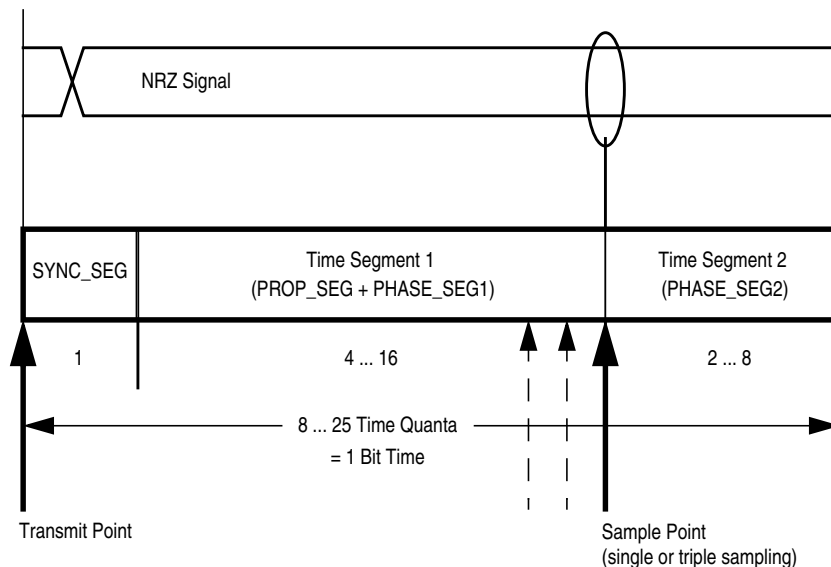 NRZ Signal
SYNC_SEG
Time Segment 1
(PROP_SEG + PHASE_SEG1)
Time Segment 2
(PHASE_SEG2)
1
4 ... 16
2 ... 8
8 ... 25 Time Quanta
= 1 Bit Time
Transmit Point
Sample Point
(single or triple sampling)